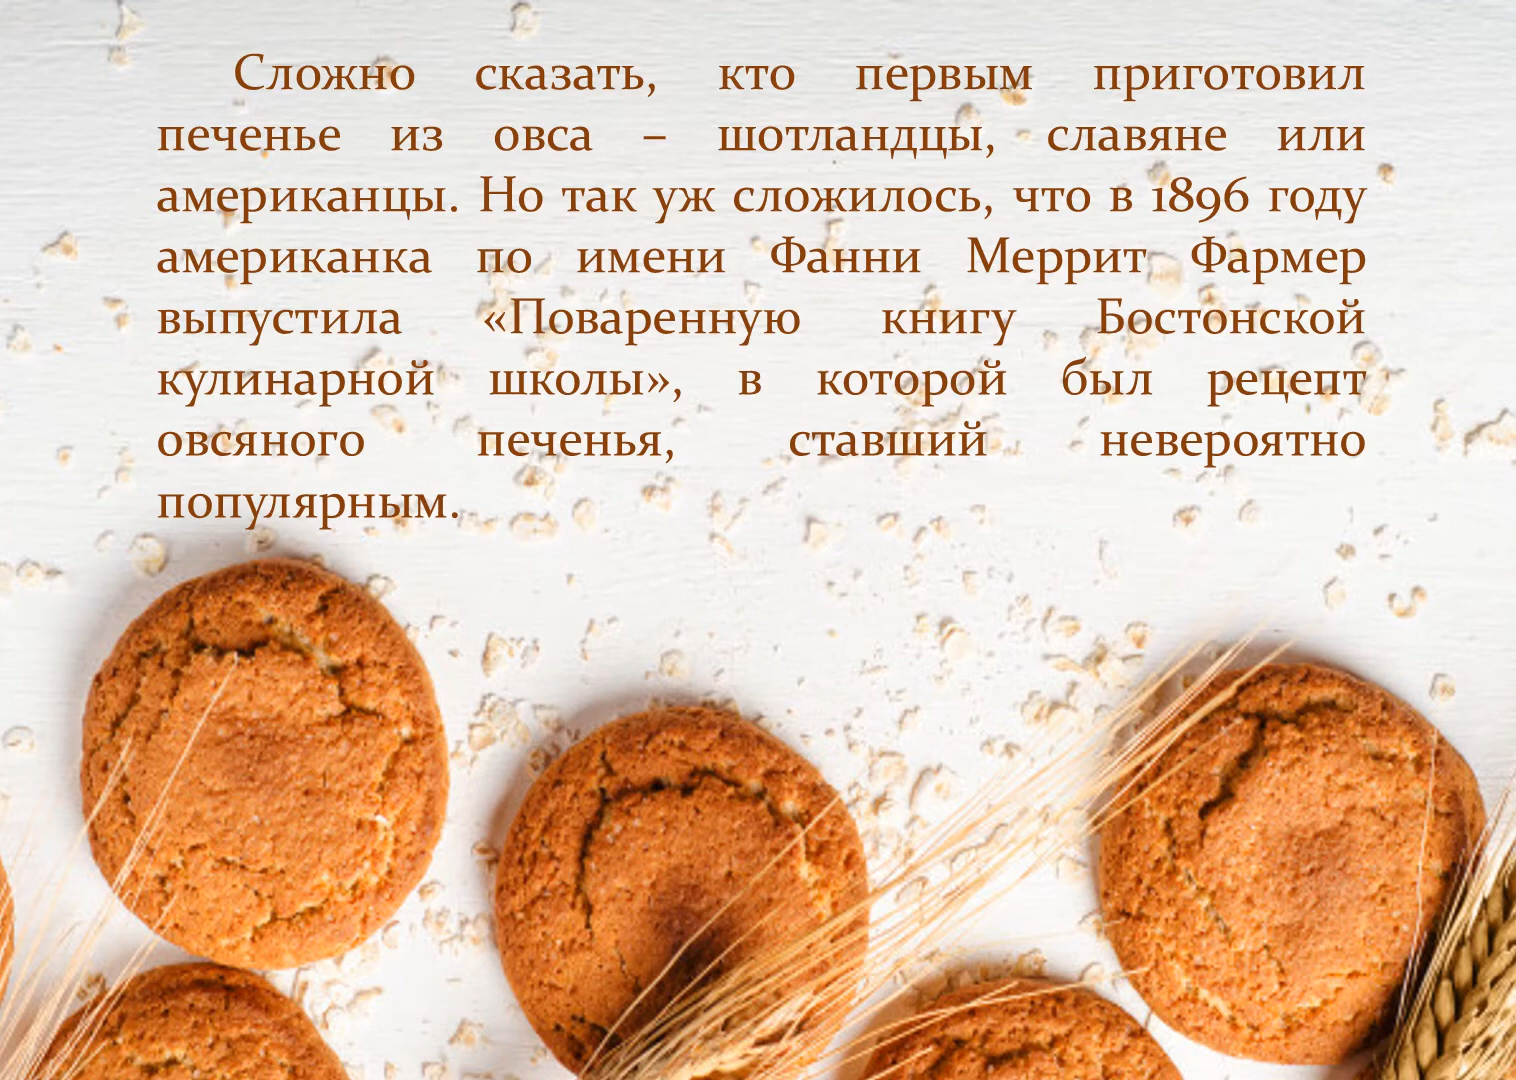 Сложно сказать, кто первым приготовил
печенье из овса – шотландцы, славяне или
американцы. Но так уж сложилось, что в 1896 году
американка по имени Фанни Меррит Фармер
выпустила «Поваренную книгу Бостонской
кулинарной школы», в которой был рецепт
овсяного печенья, ставший невероятно
популярным.